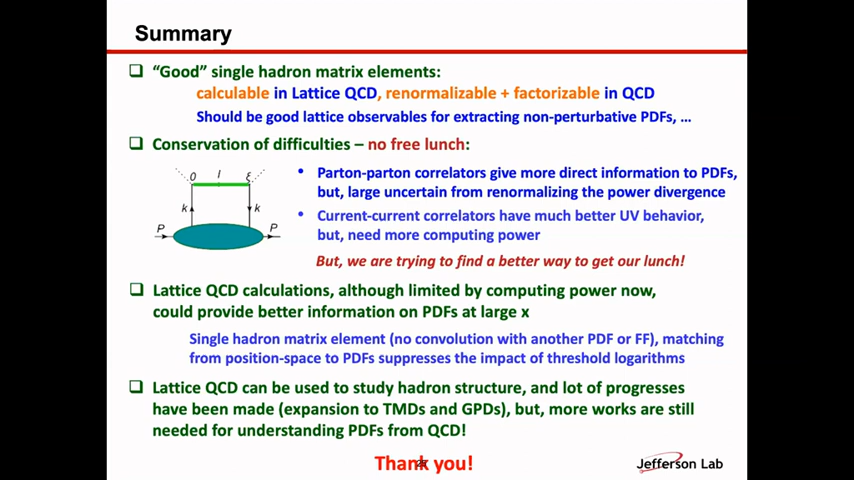 Summary
❑ “Good” single hadron matrix elements:
calculable in Lattice QCD, renormalizable + factorizable in QCD
Should be good lattice observables for extracting non-perturbative PDFs, …
❑ Conservation of difficulties – no free lunch:
0 l ξ
k k
P P
• Parton-parton correlators give more direct information to PDFs,
but, large uncertain from renormalizing the power divergence
• Current-current correlators have much better UV behavior,
but, need more computing power
But, we are trying to find a better way to get our lunch!
❑ Lattice QCD calculations, although limited by computing power now,
could provide better information on PDFs at large x
Single hadron matrix element (no convolution with another PDF or FF), matching
from position-space to PDFs suppresses the impact of threshold logarithms
❑ Lattice QCD can be used to study hadron structure, and lot of progresses
have been made (expansion to TMDs and GPDs), but, more works are still
needed for understanding PDFs from QCD!
Thank you!
Jefferson Lab